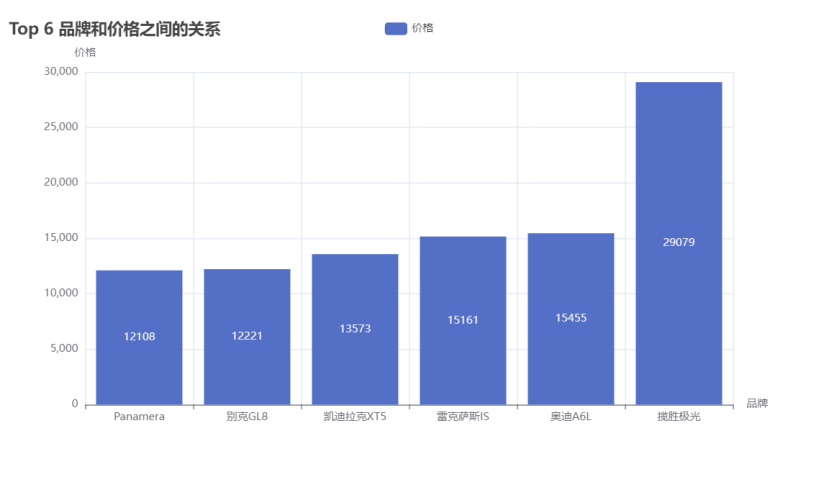 Top 6 品牌和价格之间的关系
价格
价格
30,000
25,000
20,000
15,000
10,000
5,000
0
12108
12221
13573
15161
15455
29079
Panamera
别克GL8
凯迪拉克XT5
雷克萨斯IS
奥迪A6L
揽胜极光
品牌